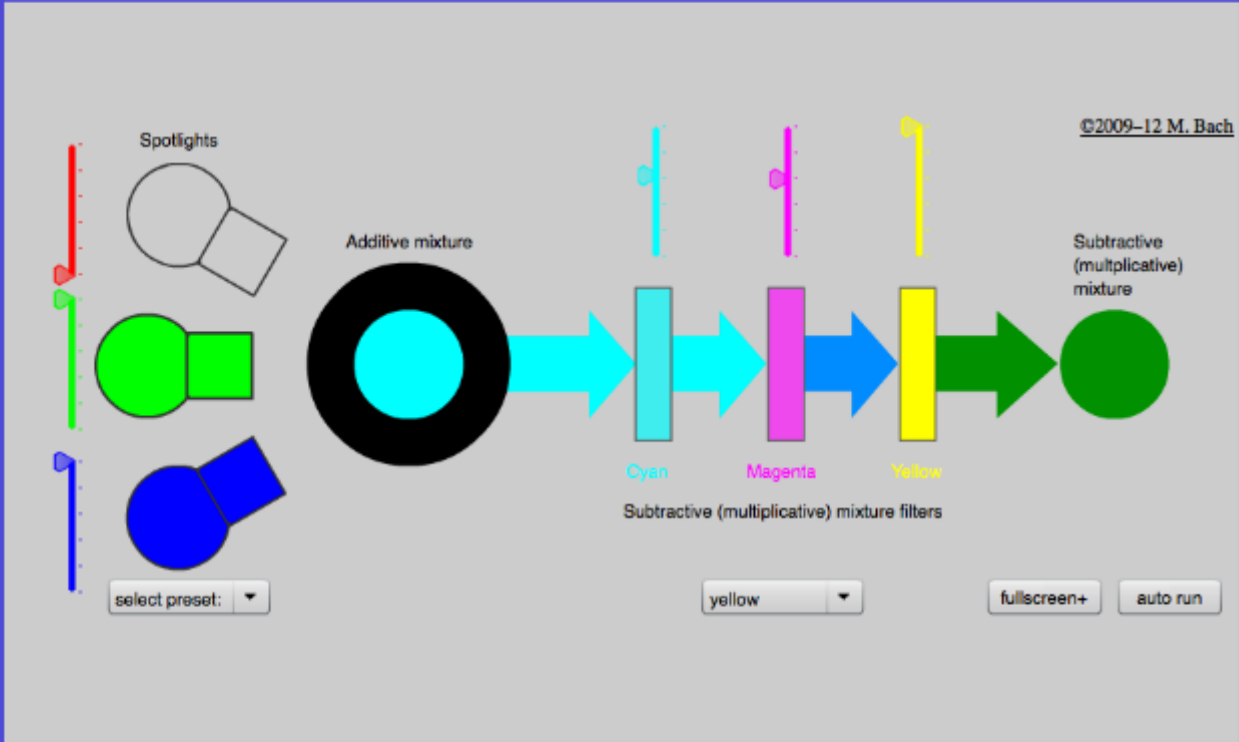 ©2009–12 M. Bach
Spotlights
Additive mixture
Subtractive
(multplicative)
mixture
Cyan
Magenta
Yellow
Subtractive (multiplicative) mixture filters
select preset:
yellow
fullscreen+
auto run